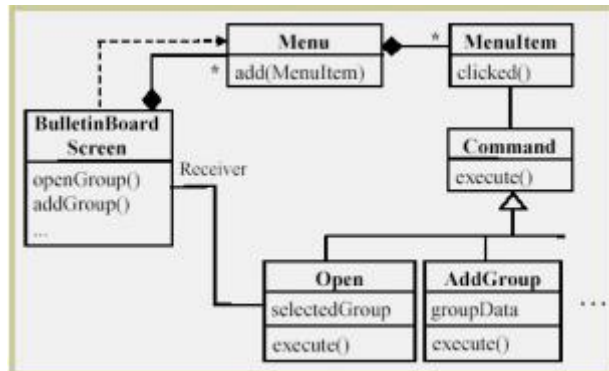 Menu
add(MenuItem)
*
*
MenuItem
clicked()
BulletinBoard
Screen
openGroup()
addGroup()
...
Receiver
Command
execute()
Open
selectedGroup
execute()
AddGroup
groupData
execute()
...